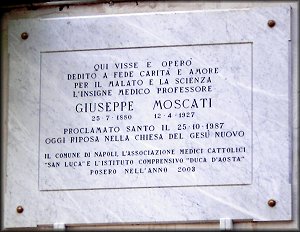 QUI VISSE E OPERÒ
DEDITO A FEDE CARITÀ E AMORE
PER IL MALATO E LA SCIENZA
L'INSIGNE MEDICO PROFESSORE
GIUSEPPE MOSCATI
25-7-1880 12-4-1927
PROCLAMATO SANTO IL 25-10-1987
OGGI RIPOSA NELLA CHIESA DEL GESÙ NUOVO
IL COMUNE DI NAPOLI, L'ASSOCIAZIONE MEDICI CATTOLICI
"SAN LUCA" E L'ISTITUTO COMPRENSIVO "DUCA D'AOSTA"
POSERO NELL'ANNO 2003